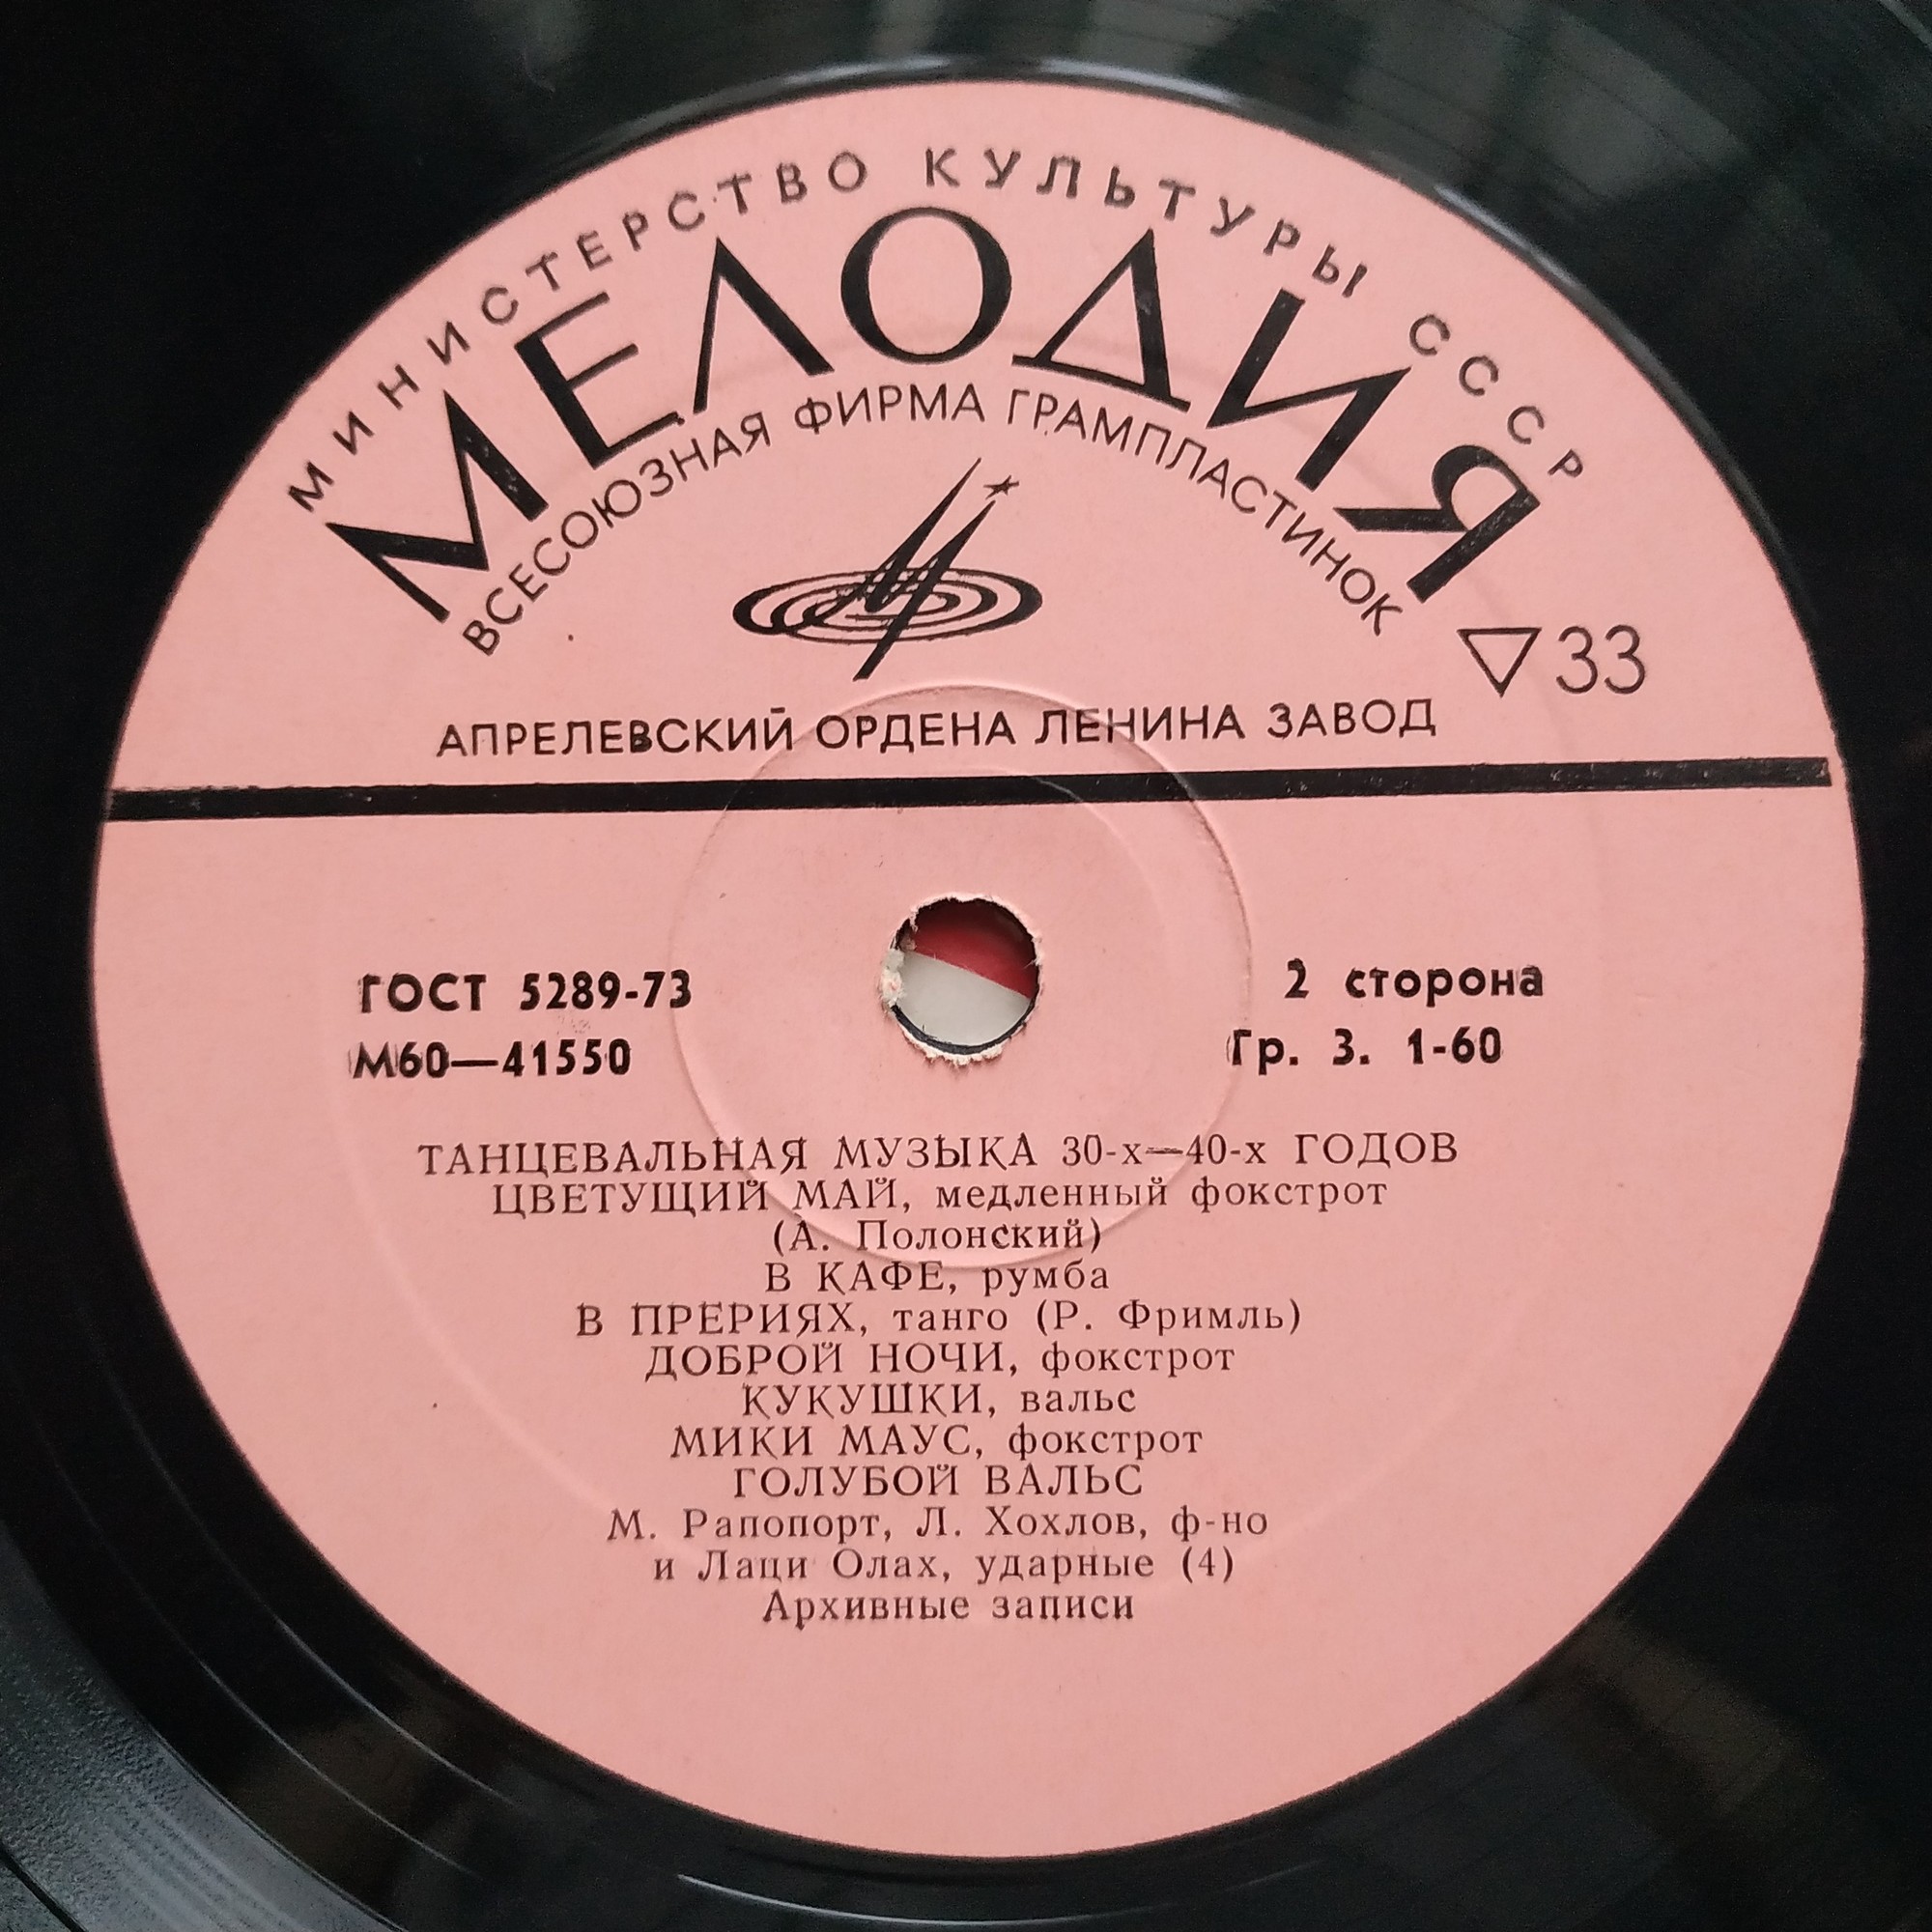 МИНИСТЕРСТВО КУЛЬТУРЫ СССР
МЕЛОДИЯ
ВСЕСОЮЗНАЯ ФИРМА ГРАМПЛАСТИНОК
▽33
АПРЕЛЕВСКИЙ ОРДЕНА ЛЕНИНА ЗАВОД
ГОСТ 5289-73
М60—41550
2 сторона
Гр. 3. 1-60
ТАНЦЕВАЛЬНАЯ МУЗЫКА 30-х—40-х ГОДОВ
ЦВЕТУЩИЙ МАЙ, медленный фокстрот
(А. Полонский)
В КАФЕ, румба
В ПРЕРИЯХ, танго (Р. Фримль)
ДОБРОЙ НОЧИ, фокстрот
КУКУШКИ, вальс
МИКИ МАУС, фокстрот
ГОЛУБОЙ ВАЛЬС
М. Рапопорт, Л. Хохлов, ф-но
и Лаци Олах, ударные (4)
Архивные записи